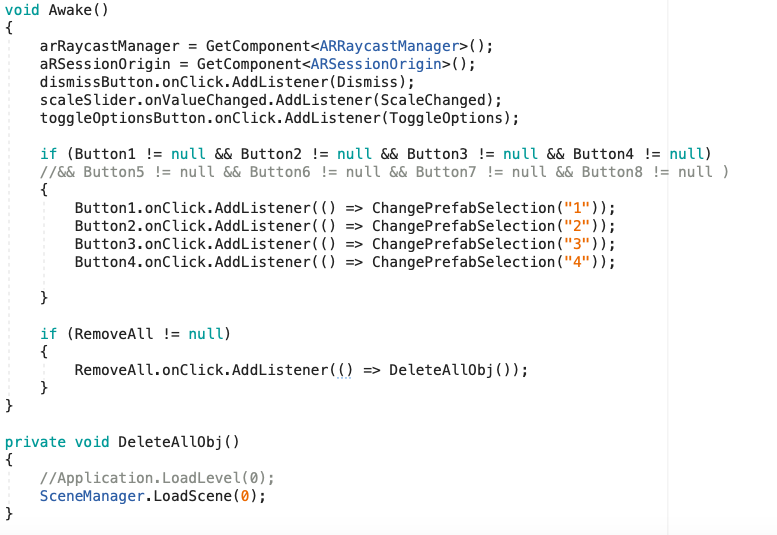 void Awake()
{
    arRaycastManager = GetComponent<ARRaycastManager>();
    aRSessionOrigin = GetComponent<ARSessionOrigin>();
    dismissButton.onClick.AddListener(Dismiss);
    scaleSlider.onValueChanged.AddListener(ScaleChanged);
    toggleOptionsButton.onClick.AddListener(ToggleOptions);

    if (Button1 != null && Button2 != null && Button3 != null && Button4 != null)
    //&& Button5 != null && Button6 != null && Button7 != null && Button8 != null )
    {
        Button1.onClick.AddListener(() => ChangePrefabSelection("1"));
        Button2.onClick.AddListener(() => ChangePrefabSelection("2"));
        Button3.onClick.AddListener(() => ChangePrefabSelection("3"));
        Button4.onClick.AddListener(() => ChangePrefabSelection("4"));

    }

    if (RemoveAll != null)
    {
        RemoveAll.onClick.AddListener(() => DeleteAllObj());
    }
}

private void DeleteAllObj()
{
    //Application.LoadLevel(0);
    SceneManager.LoadScene(0);
}